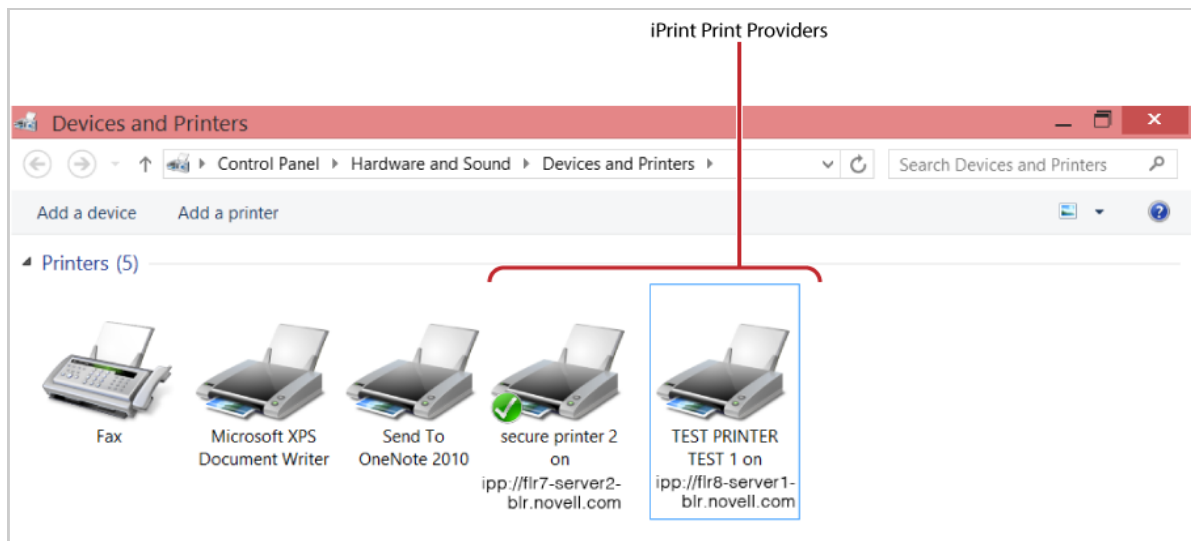 iPrint Print Providers
Devices and Printers
Control Panel Hardware and Sound Devices and Printers
Search Devices and Printers
Add a device Add a printer
Printers (5)
Fax
Microsoft XPS
Document Writer
Send To
OneNote 2010
secure printer 2
on
ipp://flr7-server2-
blr.novell.com
TEST PRINTER
TEST 1 on
ipp://flr8-server1-
blr.novell.com